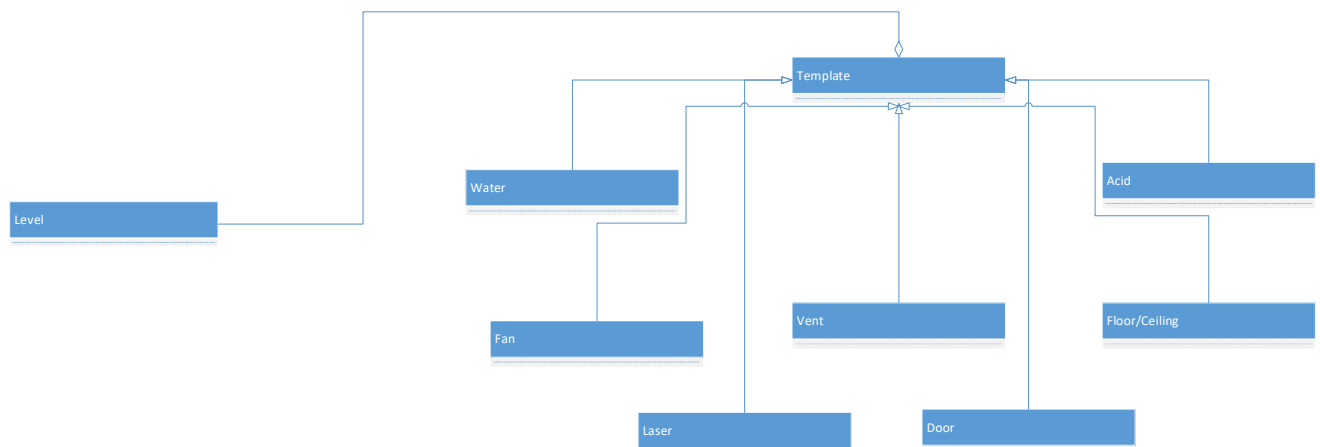 Template
Water
Acid
Level
Fan
Vent
Floor/Ceiling
Laser
Door